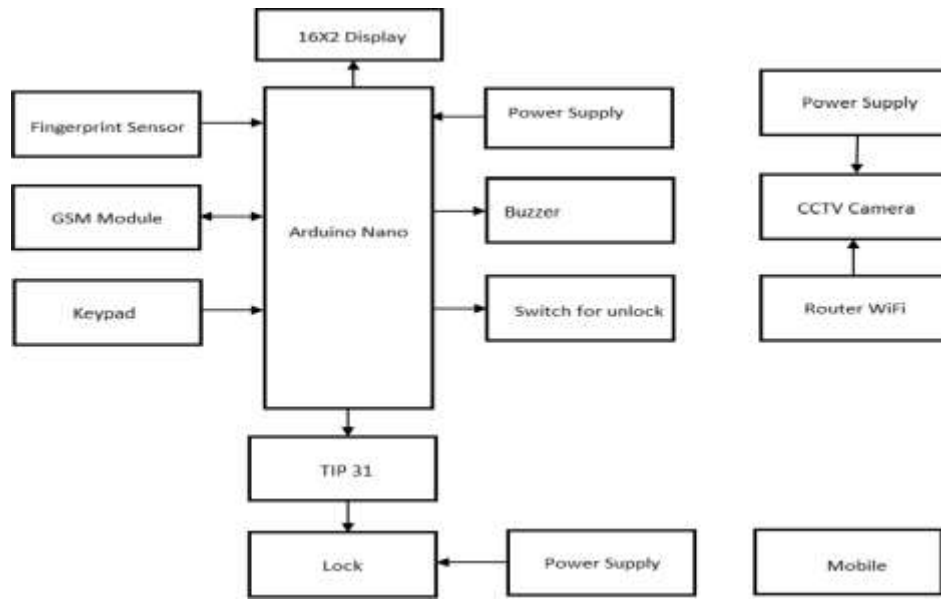 16X2 Display
Fingerprint Sensor
Power Supply
Power Supply
GSM Module
Arduino Nano
Buzzer
CCTV Camera
Keypad
Switch for unlock
Router WiFi
TIP 31
Lock
Power Supply
Mobile